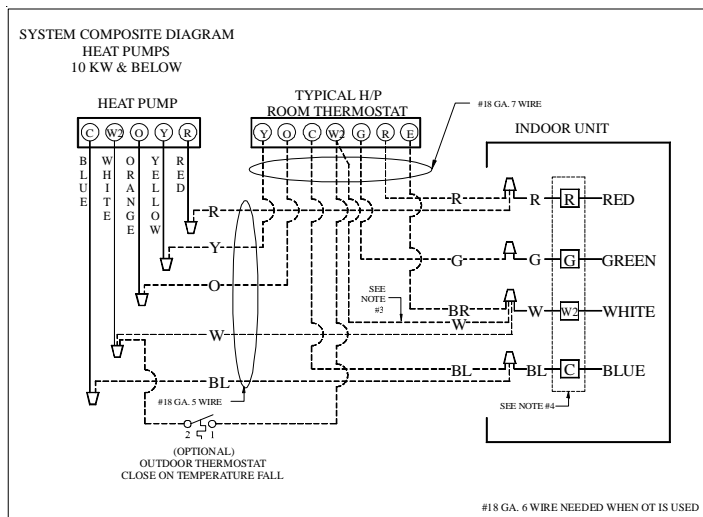 SYSTEM COMPOSITE DIAGRAM
HEAT PUMPS
10 KW & BELOW
HEAT PUMP
C W2 O Y R
BLUE
WHITE
ORANGE
YELLOW
RED
TYPICAL H/P
ROOM THERMOSTAT
Y O C W2 G R E
#18 GA. 7 WIRE
INDOOR UNIT
R R R R RED
Y
G G G GREEN
O
SEE
NOTE
#3
BR
W W W2 WHITE
W
BL BL BL C BLUE
#18 GA. 5 WIRE
SEE NOTE #4
2 1
(OPTIONAL)
OUTDOOR THERMOSTAT
CLOSE ON TEMPERATURE FALL
#18 GA. 6 WIRE NEEDED WHEN OT IS USED